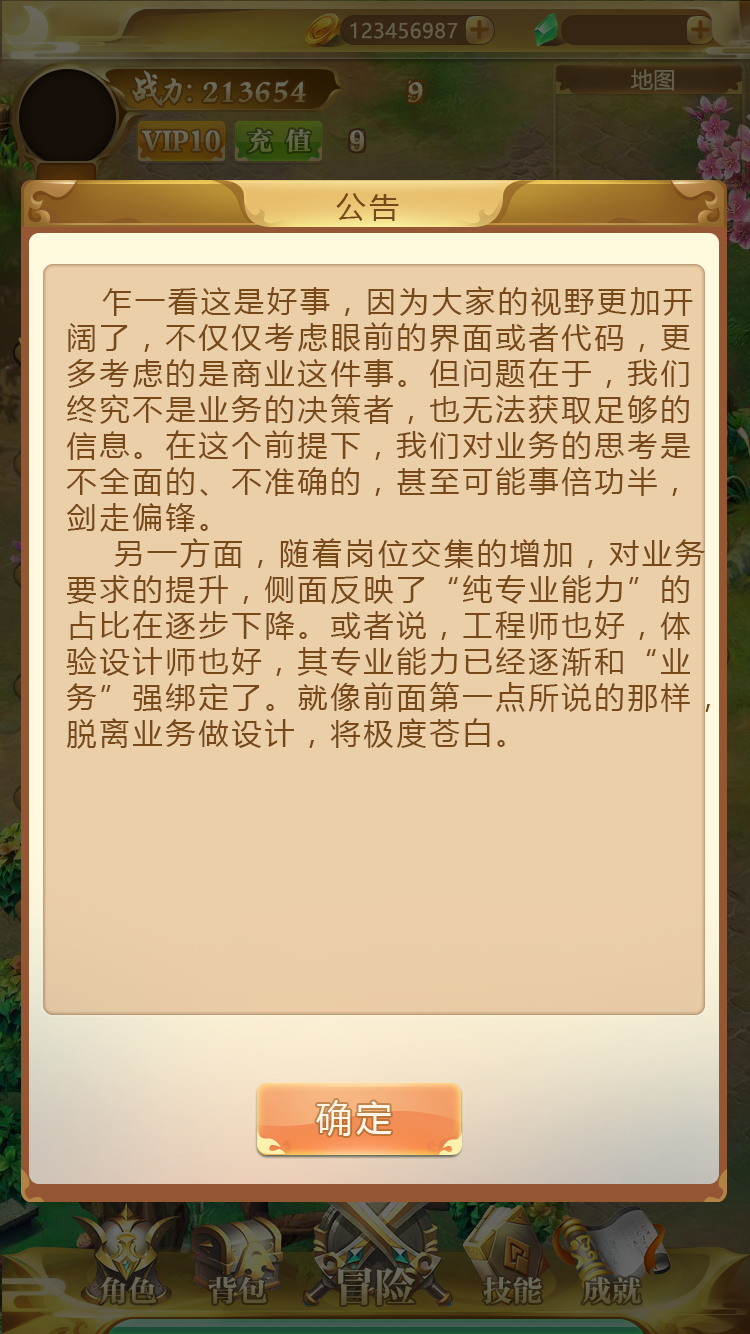 123456987
战力:213654
9
地图
VIP10
充值
9
公告
乍一看这是好事，因为大家的视野更加开
阔了，不仅仅考虑眼前的界面或者代码，更
多考虑的是商业这件事。但问题在于，我们
终究不是业务的决策者，也无法获取足够的
信息。在这个前提下，我们对业务的思考是
不全面的、不准确的，甚至可能事倍功半，
剑走偏锋。
另一方面，随着岗位交集的增加，对业务
要求的提升，侧面反映了“纯专业能力”的
占比在逐步下降。或者说，工程师也好，体
验设计师也好，其专业能力已经逐渐和“业
务”强绑定了。就像前面第一点所说的那样，
脱离业务做设计，将极度苍白。
确定
角色
背包
冒险
技能
成就